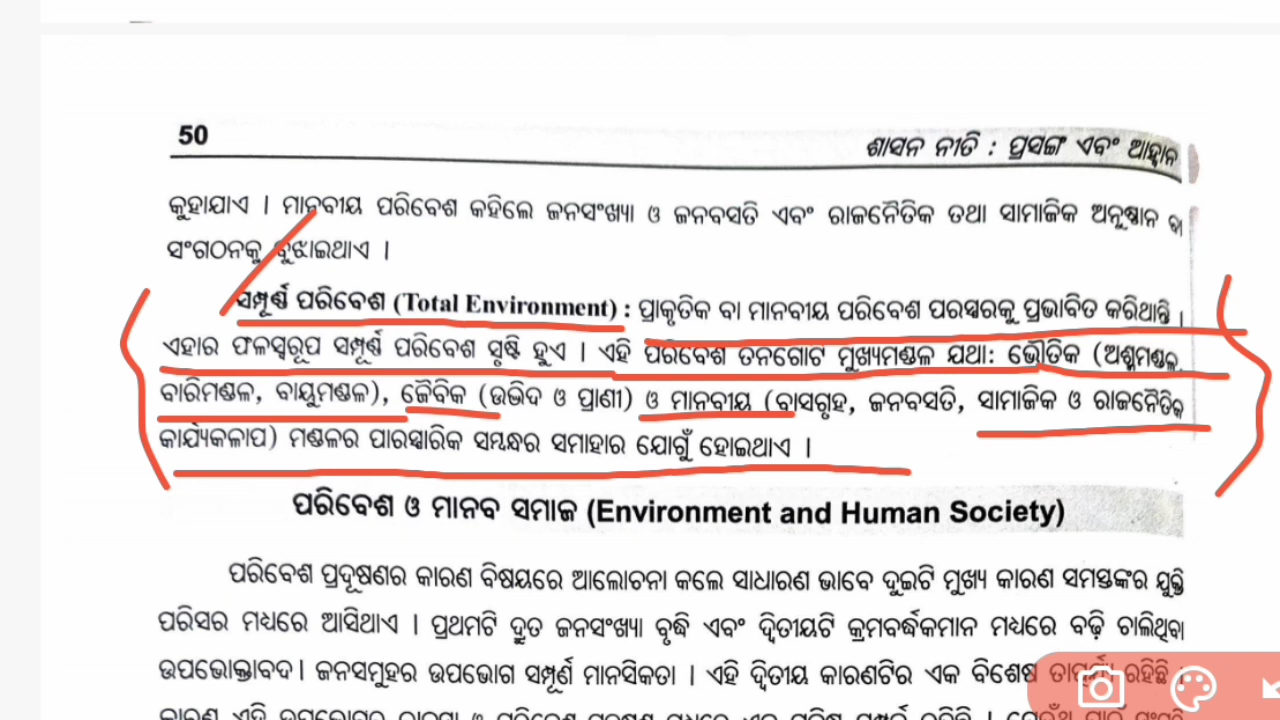 50
ଶାସନ ନୀତି : ପ୍ରସଙ୍ଗ ଏବଂ ଆହ୍ୱାନ
କୁହାଯାଏ । ମାନବୀୟ ପରିବେଶ କହିଲେ ଜନସଂଖ୍ୟା ଓ ଜନବସତି ଏବଂ ରାଜନୈତିକ ତଥା ସାମାଜିକ ଅନୁଷ୍ଠାନ ବା
ସଂଗଠନକୁ ବୁଝାଇଥାଏ ।
ସମ୍ପୂର୍ଣ୍ଣ ପରିବେଶ (Total Environment) : ପ୍ରାକୃତିକ ବା ମାନବୀୟ ପରିବେଶ ପରସ୍ପରକୁ ପ୍ରଭାବିତ କରିଥାନ୍ତି ।
ଏହାର ଫଳସ୍ୱରୂପ ସମ୍ପୂର୍ଣ୍ଣ ପରିବେଶ ସୃଷ୍ଟି ହୁଏ । ଏହି ପରିବେଶ ତିନିଗୋଟି ମୁଖ୍ୟମଣ୍ଡଳ ଯଥା: ଭୌତିକ (ଅଶ୍ମମଣ୍ଡଳ,
ବାରିମଣ୍ଡଳ, ବାୟୁମଣ୍ଡଳ), ଜୈବିକ (ଉଦ୍ଭିଦ ଓ ପ୍ରାଣୀ) ଓ ମାନବୀୟ (ବାସଗୃହ, ଜନବସତି, ସାମାଜିକ ଓ ରାଜନୈତିକ
କାର୍ଯ୍ୟକଳାପ) ମଣ୍ଡଳର ପାରସ୍ପରିକ ସମ୍ବନ୍ଧର ସମାହାର ଯୋଗୁଁ ହୋଇଥାଏ ।
ପରିବେଶ ଓ ମାନବ ସମାଜ (Environment and Human Society)
ପରିବେଶ ପ୍ରଦୂଷଣର କାରଣ ବିଷୟରେ ଆଲୋଚନା କଲେ ସାଧାରଣ ଭାବେ ଦୁଇଟି ମୁଖ୍ୟ କାରଣ ସମସ୍ତଙ୍କର ଯୁକ୍ତି
ପରିସର ମଧ୍ୟରେ ଆସିଥାଏ । ପ୍ରଥମଟି ଦ୍ରୁତ ଜନସଂଖ୍ୟା ବୃଦ୍ଧି ଏବଂ ଦ୍ୱିତୀୟଟି କ୍ରମବର୍ଦ୍ଧକମାନ ମଧ୍ୟରେ ବଢ଼ି ଚାଲିଥିବା
ଉପଭୋକ୍ତାବଦ। ଜନସମୁହର ଉପଭୋଗ ସମ୍ପୂର୍ଣ ମାନସିକତା । ଏହି ଦ୍ୱିତୀୟ କାରଣଟିର ଏକ ବିଶେଷ ତାତ୍ପର୍ଯ୍ୟ ରହିଛି ।